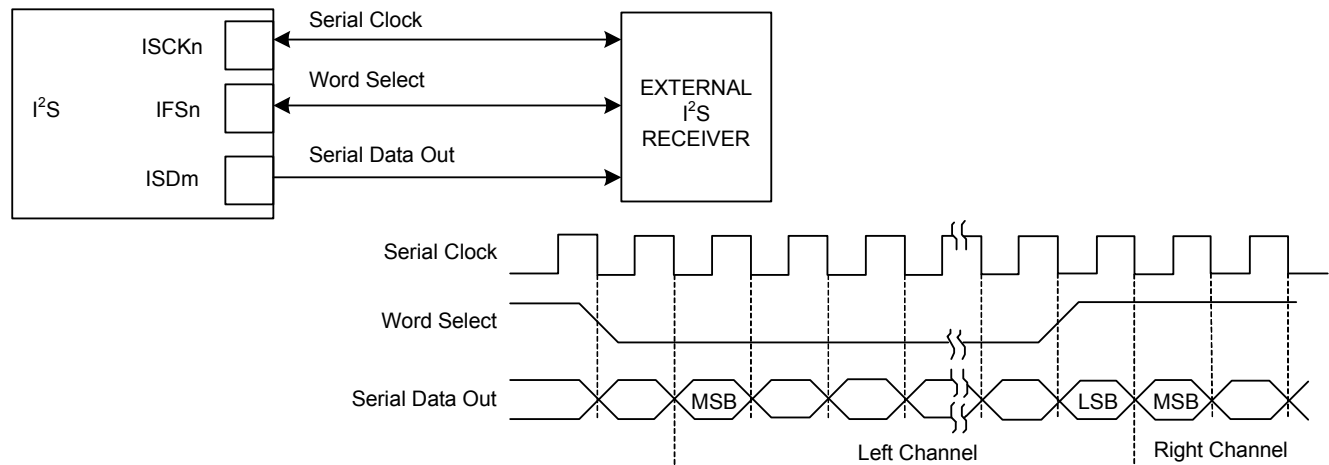 Serial Clock
ISCKn
Word Select
I²S
IFSn
EXTERNAL
I²S
RECEIVER
Serial Data Out
ISDm
Serial Clock
Word Select
Serial Data Out
MSB
LSB
MSB
Left Channel
Right Channel